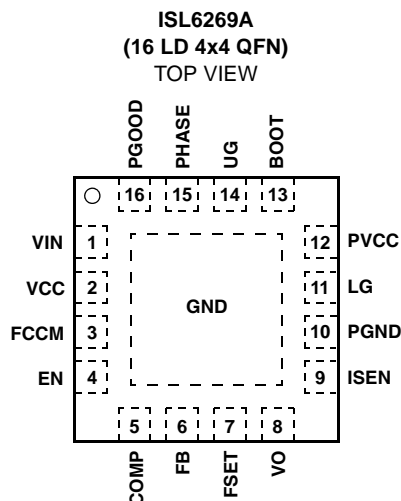 ISL6269A
(16 LD 4x4 QFN)
TOP VIEW
PGOOD
PHASE
UG
BOOT
16 15 14 13
VIN 1
12 PVCC
VCC 2
11 LG
FCCM 3
GND
10 PGND
EN 4
9 ISEN
5 6 7 8
COMP
FB
FSET
VO